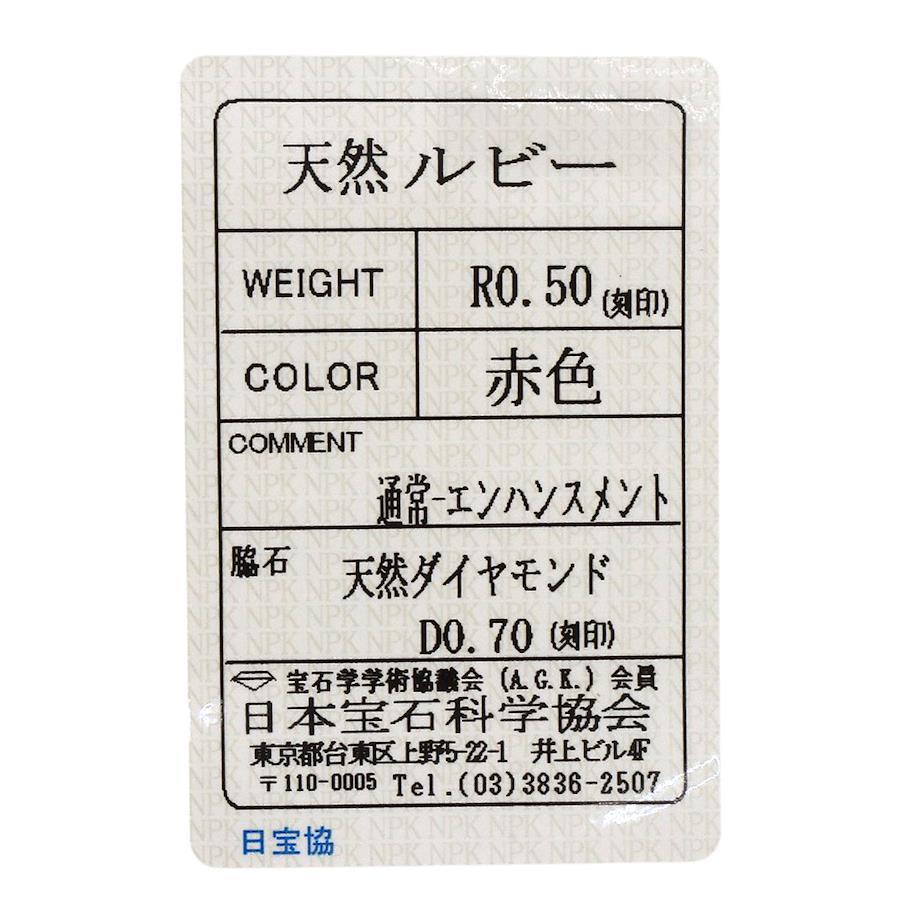 天然ルビー
WEIGHT R0.50(刻印)
COLOR 赤色
COMMENT
通常-エンハンスメント
脇石 天然ダイヤモンド
D0.70 (刻印)
宝石学学術協議会 (A.G.K.) 会員
日本宝石科学協会
東京都台東区上野5-22-1 井上ビル4F
〒110-0005 Tel.(03)3836-2507
日宝協